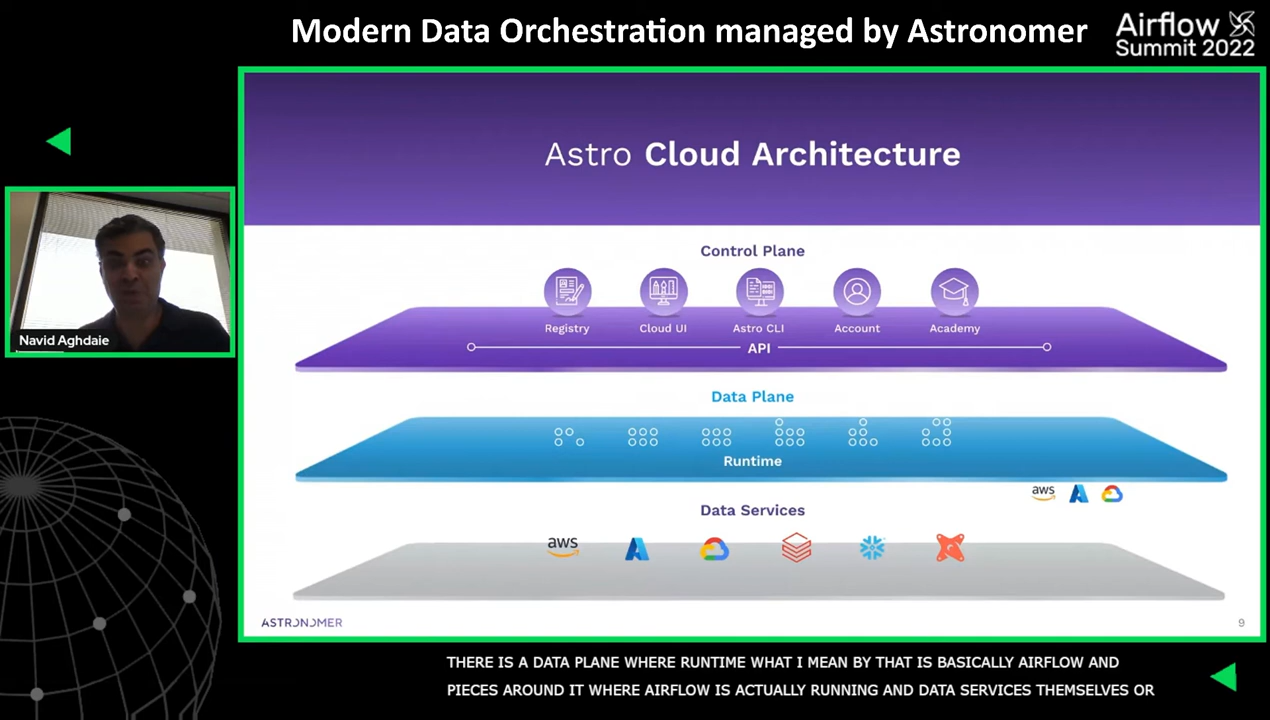 Modern Data Orchestration managed by Astronomer
Airflow
Summit 2022
Astro Cloud Architecture
Control Plane
Registry
Cloud UI
Astro CLI
Account
Academy
API
Navid Aghdaie
Data Plane
Runtime
aws
Data Services
aws
ASTRONOMER
9
THERE IS A DATA PLANE WHERE RUNTIME WHAT I MEAN BY THAT IS BASICALLY AIRFLOW AND
PIECES AROUND IT WHERE AIRFLOW IS ACTUALLY RUNNING AND DATA SERVICES THEMSELVES OR